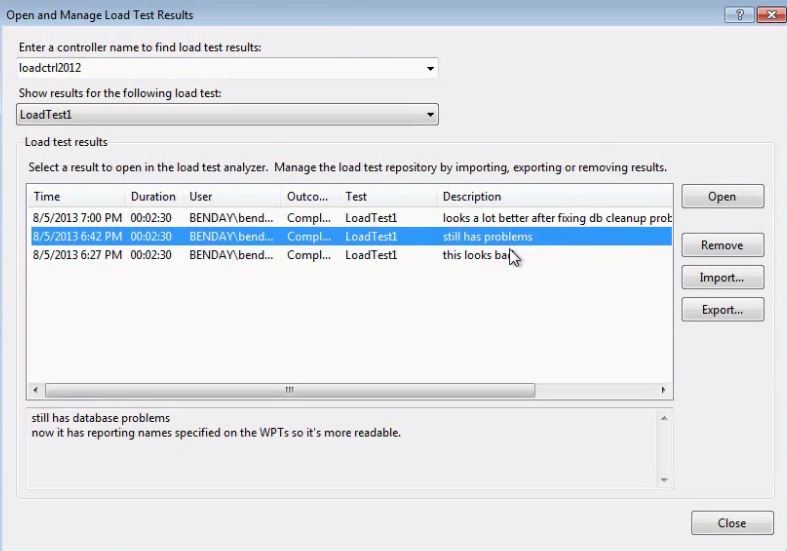 Open and Manage Load Test Results
Enter a controller name to find load test results:
loadctrl2012
Show results for the following load test:
LoadTest1
Load test results
Select a result to open in the load test analyzer. Manage the load test repository by importing, exporting or removing results.
Time Duration User Outco... Test Description
8/5/2013 7:00 PM 00:02:30 BENDAY\bend... Compl... LoadTest1 looks a lot better after fixing db cleanup prob
8/5/2013 6:42 PM 00:02:30 BENDAY\bend... Compl... LoadTest1 still has problems
8/5/2013 6:27 PM 00:02:30 BENDAY\bend... Compl... LoadTest1 this looks bad
Open
Remove
Import...
Export...
still has database problems
now it has reporting names specified on the WPTs so it's more readable.
Close